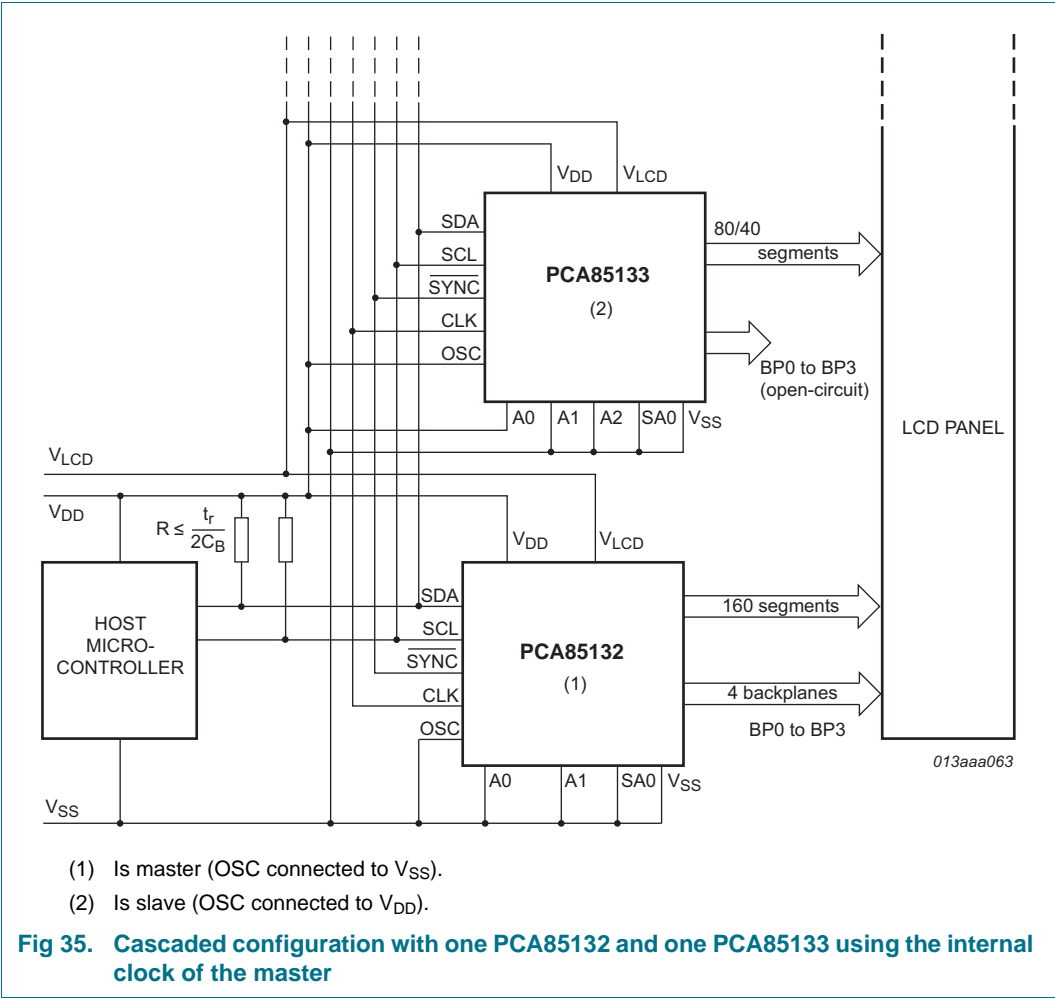 VDD
VLCD
SDA
SCL
SYNC
CLK
OSC
PCA85133
(2)
80/40
segments
BP0 to BP3
(open-circuit)
A0
A1
A2
SA0
VSS
LCD PANEL
VLCD
VDD
R ≤ tr
2CB
VDD
VLCD
HOST
MICRO-
CONTROLLER
SDA
SCL
SYNC
CLK
OSC
PCA85132
(1)
160 segments
4 backplanes
BP0 to BP3
A0
A1
SA0
VSS
VSS
013aaa063
(1) Is master (OSC connected to VSS).
(2) Is slave (OSC connected to VDD).
Fig 35. Cascaded configuration with one PCA85132 and one PCA85133 using the internal
clock of the master